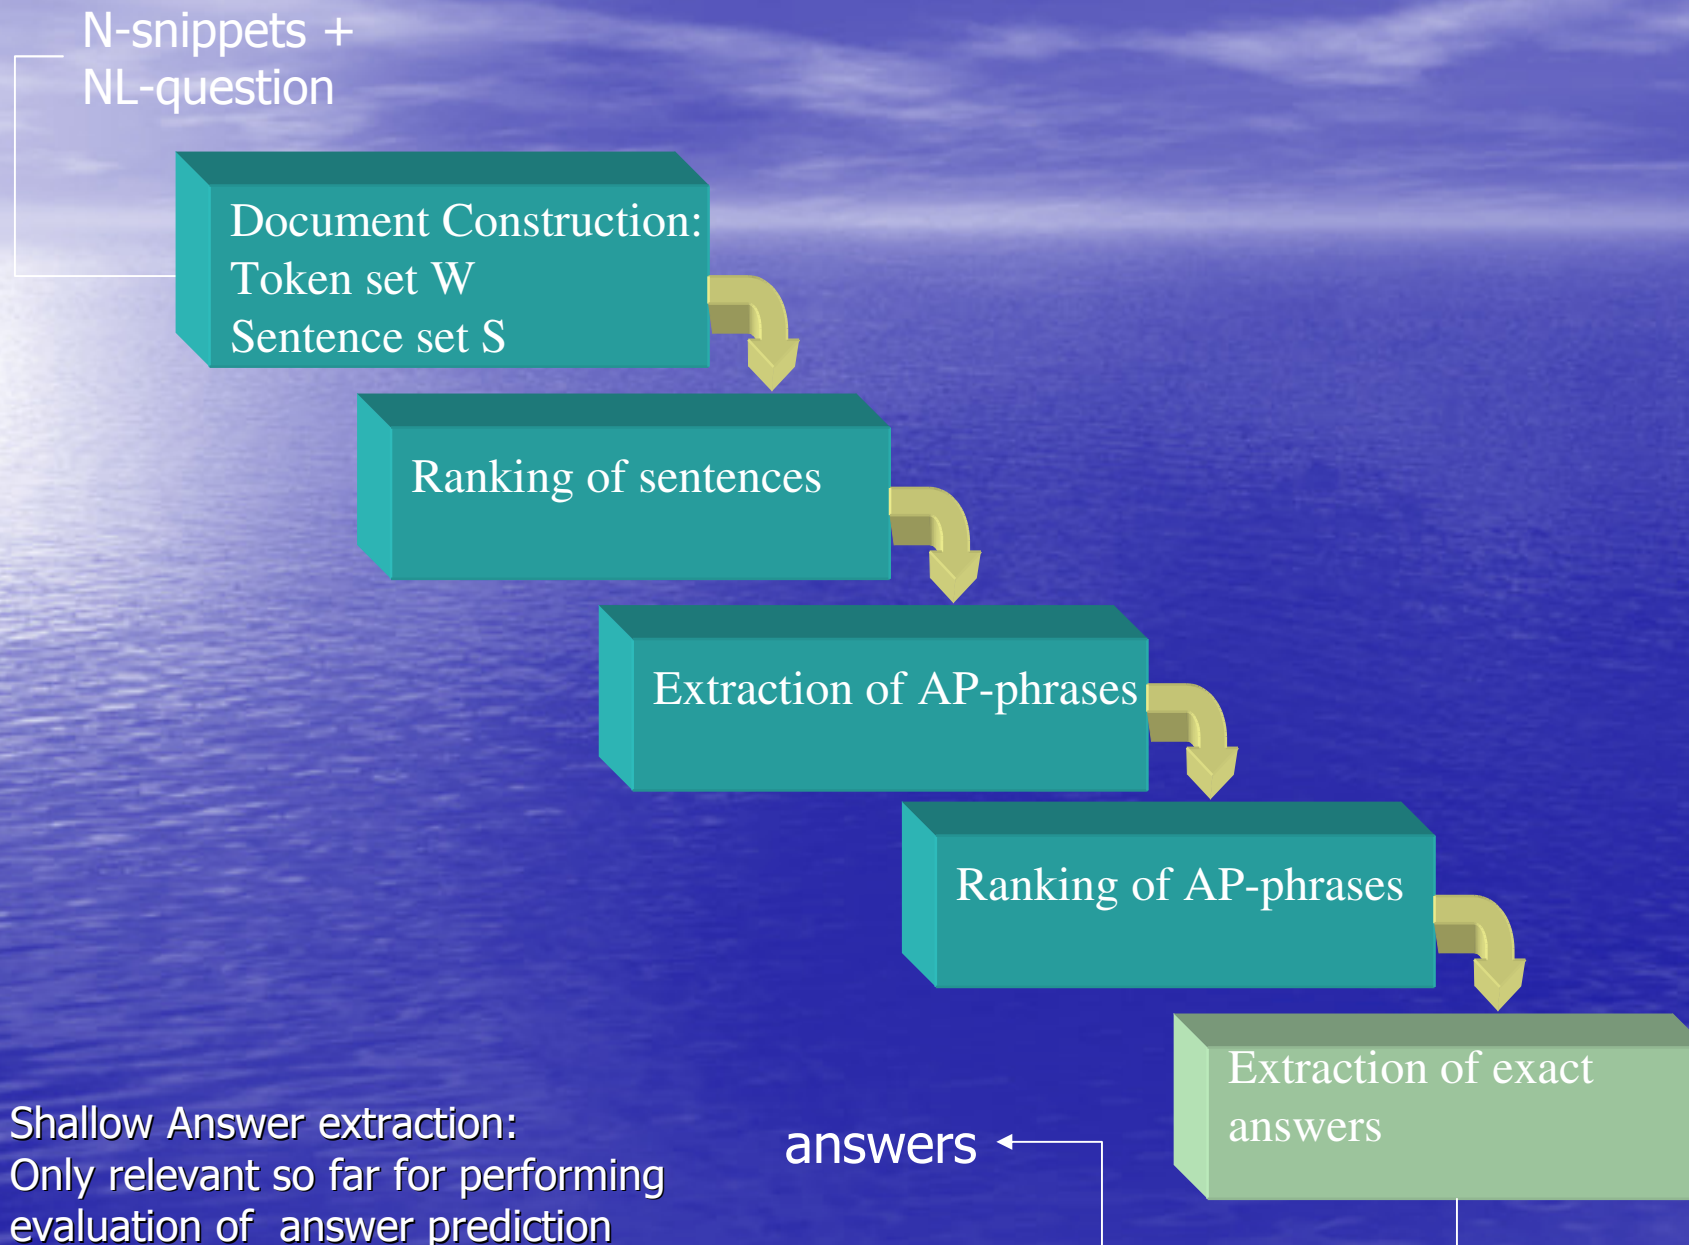 N-snippets +
NL-question
Document Construction:
Token set W
Sentence set S
Ranking of sentences
Extraction of AP-phrases
Ranking of AP-phrases
Extraction of exact
answers
answers
Shallow Answer extraction:
Only relevant so far for performing
evaluation of answer prediction